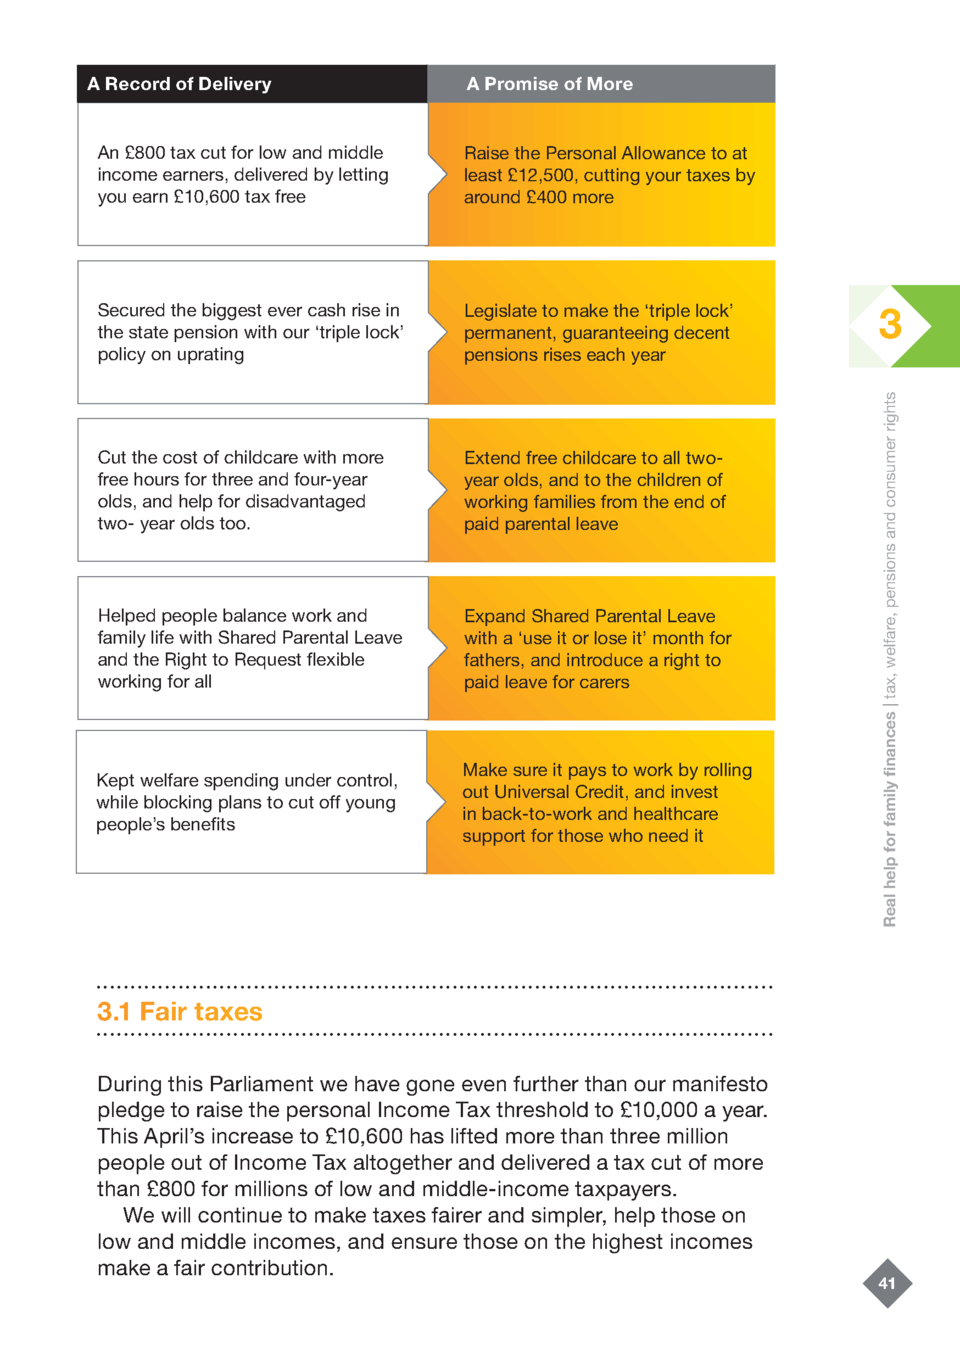 A Record of Delivery
A Promise of More
An £800 tax cut for low and middle
income earners, delivered by letting
you earn £10,600 tax free
Raise the Personal Allowance to at
least £12,500, cutting your taxes by
around £400 more
Secured the biggest ever cash rise in
the state pension with our ‘triple lock’
policy on uprating
Legislate to make the ‘triple lock’
permanent, guaranteeing decent
pensions rises each year
Cut the cost of childcare with more
free hours for three and four-year
olds, and help for disadvantaged
two- year olds too.
Extend free childcare to all two-
year olds, and to the children of
working families from the end of
paid parental leave
Helped people balance work and
family life with Shared Parental Leave
and the Right to Request flexible
working for all
Expand Shared Parental Leave
with a ‘use it or lose it’ month for
fathers, and introduce a right to
paid leave for carers
Kept welfare spending under control,
while blocking plans to cut off young
people’s benefits
Make sure it pays to work by rolling
out Universal Credit, and invest
in back-to-work and healthcare
support for those who need it
3.1 Fair taxes
During this Parliament we have gone even further than our manifesto
pledge to raise the personal Income Tax threshold to £10,000 a year.
This April’s increase to £10,600 has lifted more than three million
people out of Income Tax altogether and delivered a tax cut of more
than £800 for millions of low and middle-income taxpayers.
We will continue to make taxes fairer and simpler, help those on
low and middle incomes, and ensure those on the highest incomes
make a fair contribution.
3
Real help for family finances | tax, welfare, pensions and consumer rights
41